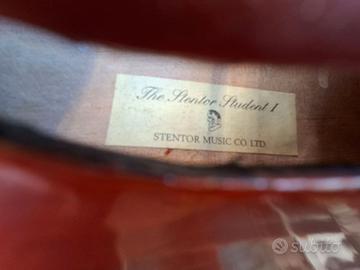 The Stentor Student I
STENTOR MUSIC CO. LTD.
subito